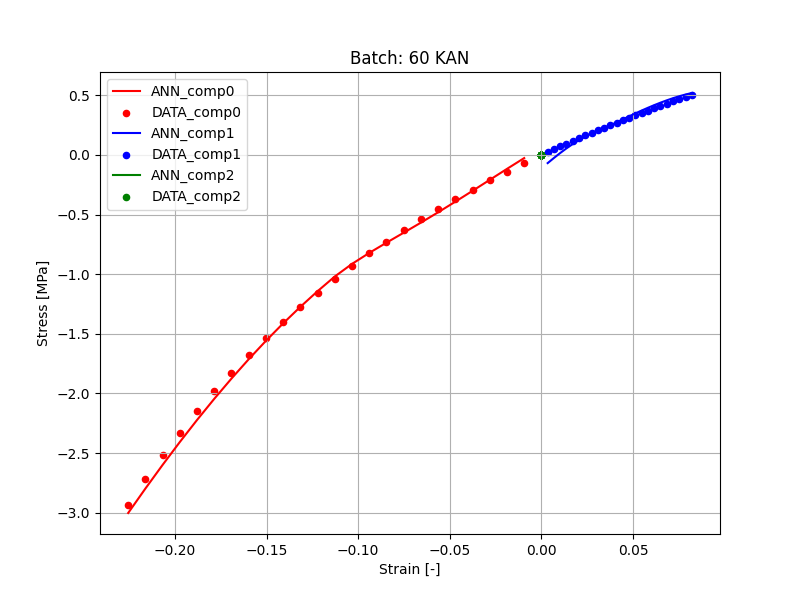 Batch: 60 KAN
ANN_comp0
DATA_comp0
ANN_comp1
DATA_comp1
ANN_comp2
DATA_comp2
Stress [MPa]
0.5
0.0
−0.5
−1.0
−1.5
−2.0
−2.5
−3.0
−0.20 −0.15 −0.10 −0.05 0.00 0.05
Strain [-]